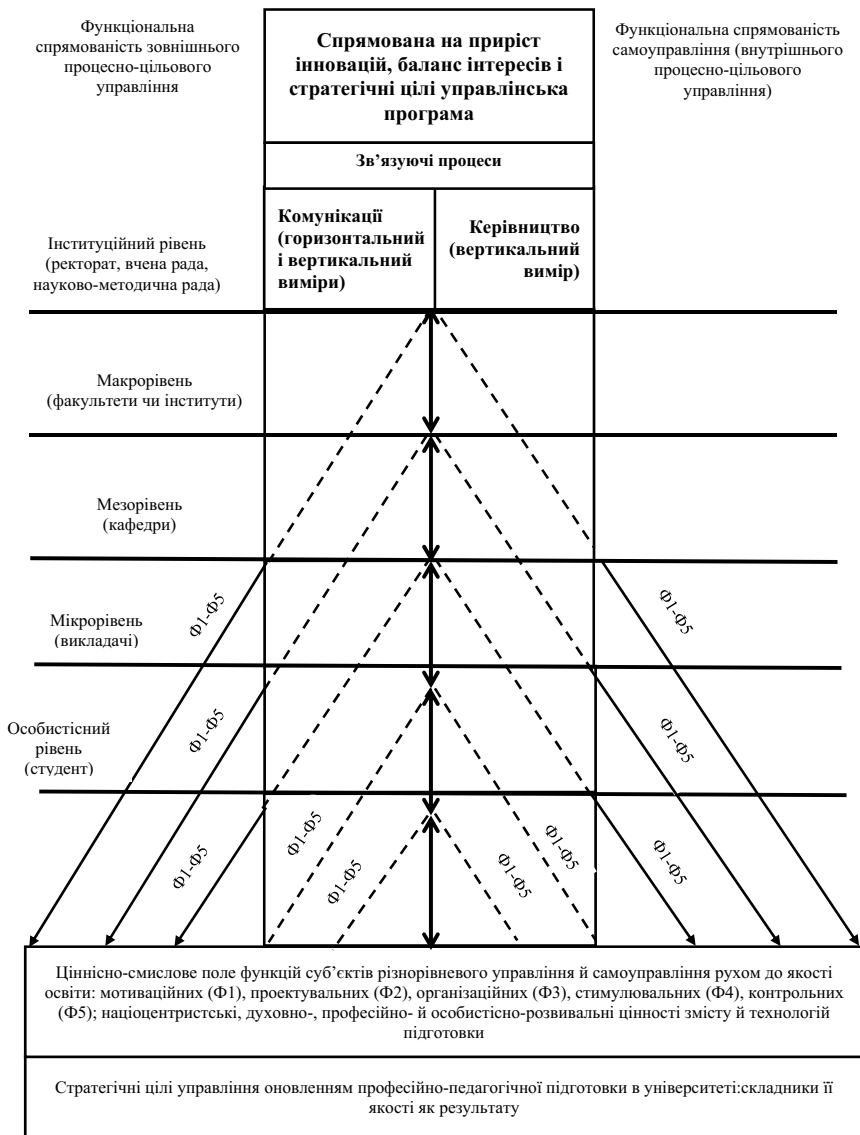 Функціональна
спрямованість зовнішнього
процесно-цільового
управління
Спрямована на приріст
інновацій, баланс інтересів і
стратегічні цілі управлінська
програма
Функціональна спрямованість
самоуправління (внутрішнього
процесно-цільового
управління)
Зв’язуючі процеси
Комунікації
(горизонтальний
і вертикальний
виміри)
Керівництво
(вертикальний
вимір)
Інституційний рівень
(ректорат, вчена рада,
науково-методична рада)
Макрорівень
(факультети чи інститути)
Мезорівень
(кафедри)
Мікрорівень
(викладачі)
Ф1-Ф5
Ф1-Ф5
Особистісний
рівень
(студент)
Ф1-Ф5
Ф1-Ф5
Ф1-Ф5
Ф1-Ф5
Ф1-Ф5
Ф1-Ф5
Ф1-Ф5
Ф1-Ф5
Ціннісно-смислове поле функцій суб’єктів різнорівневого управління й самоуправління рухом до якості
освіти: мотиваційних (Ф1), проектувальних (Ф2), організаційних (Ф3), стимулювальних (Ф4), контрольних
(Ф5); націоцентристські, духовно-, професійно- й особистісно-розвивальні цінності змісту й технологій
підготовки
Стратегічні цілі управління оновленням професійно-педагогічної підготовки в університеті:складники її
якості як результату